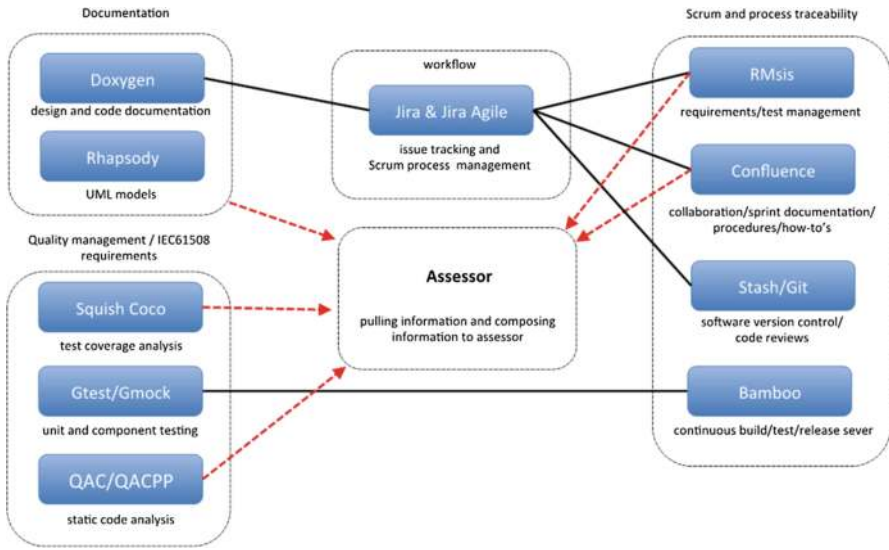 Documentation
Doxygen
design and code documentation
Rhapsody
UML models
Quality management / IEC61508
requirements
Squish Coco
test coverage analysis
Gtest/Gmock
unit and component testing
QAC/QACPP
static code analysis
workflow
Jira & Jira Agile
issue tracking and
Scrum process management
Assessor
pulling information and composing
information to assessor
Scrum and process traceability
RMsis
requirements/test management
Confluence
collaboration/sprint documentation/
procedures/how-to's
Stash/Git
software version control/
code reviews
Bamboo
continuous build/test/release sever